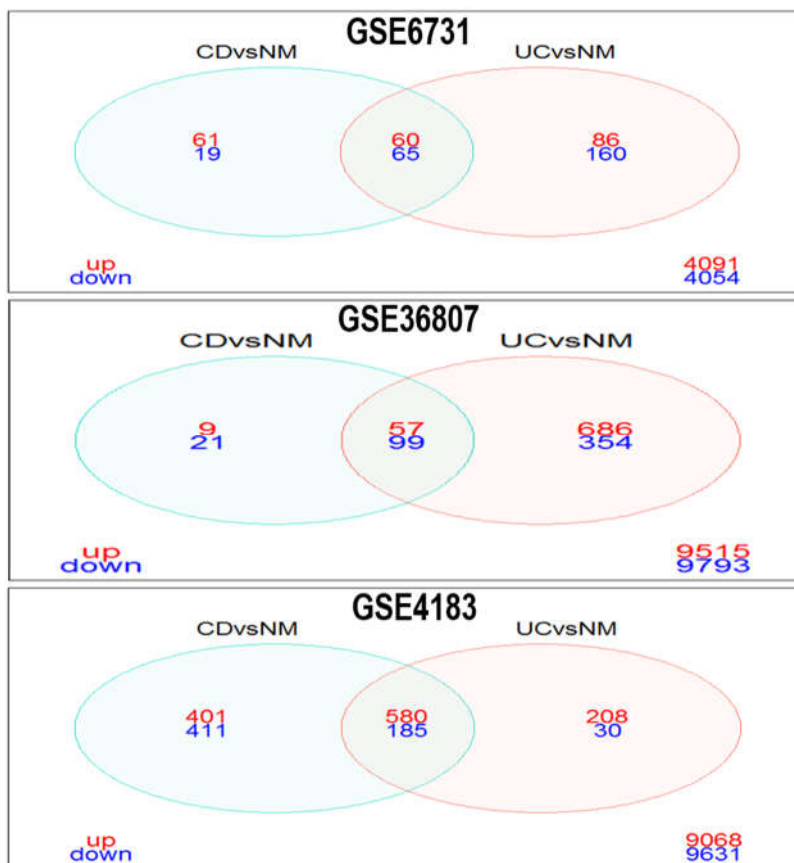 GSE6731
CDvsNM UCvsNM
61 60 86
19 65 160
up 4091
down 4054
GSE36807
CDvsNM UCvsNM
9 57 686
21 99 354
up 9515
down 9793
GSE4183
CDvsNM UCvsNM
401 580 208
411 185 30
up 9068
down 9631